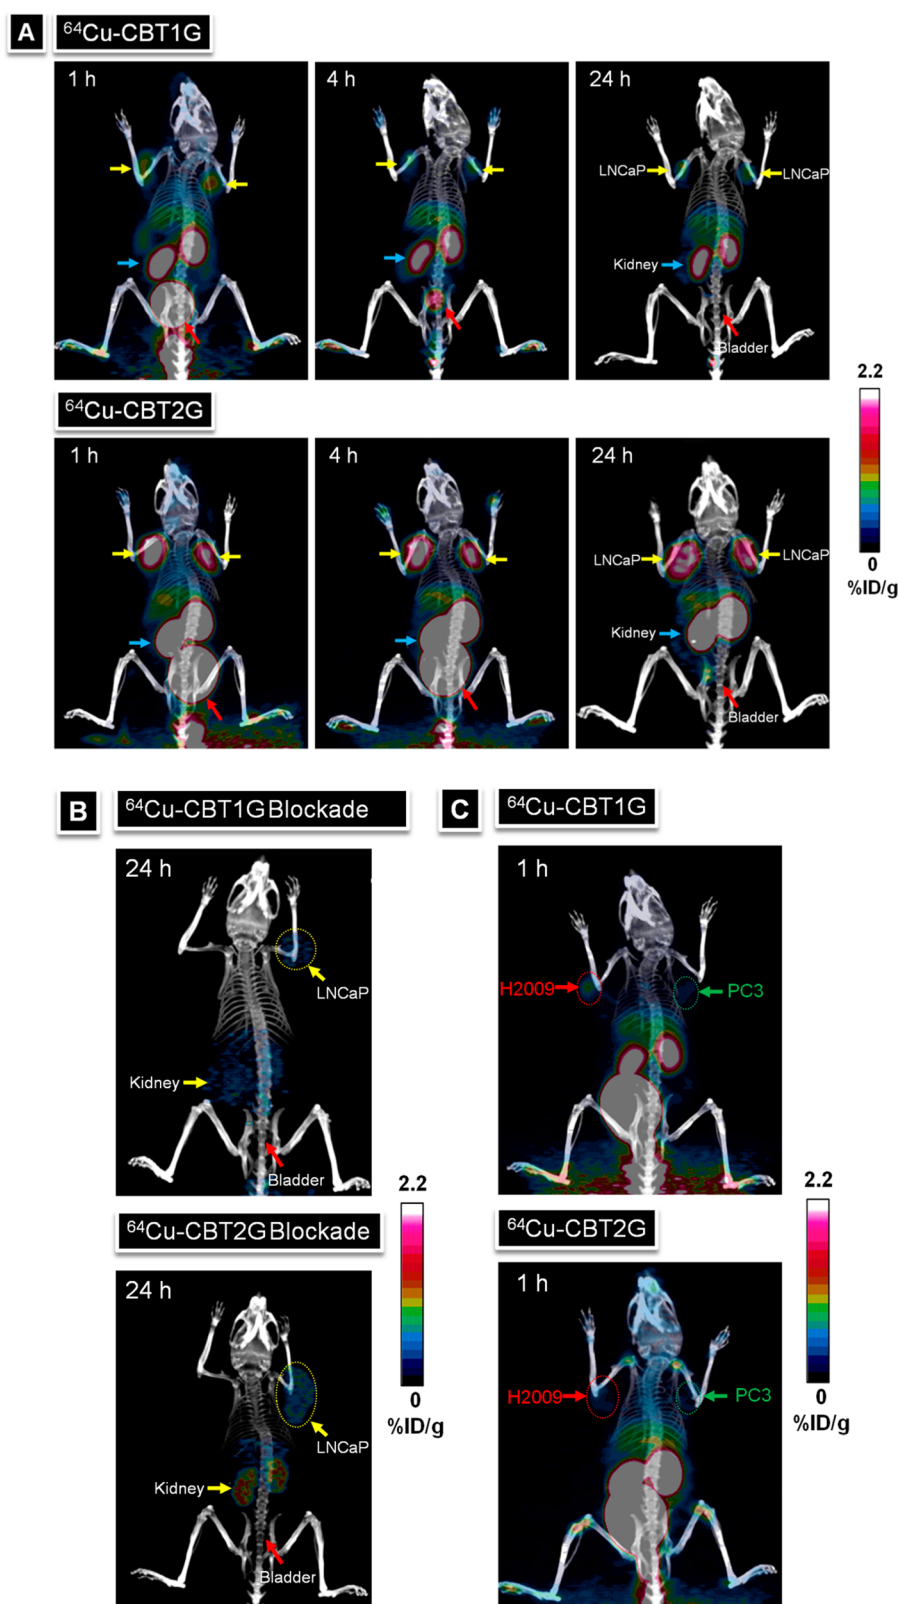 A
⁶⁴Cu-CBT1G
1 h
4 h
24 h
LNCaP
LNCaP
Kidney
Bladder
2.2
0
%ID/g
⁶⁴Cu-CBT2G
1 h
4 h
24 h
LNCaP
LNCaP
Kidney
Bladder
B
⁶⁴Cu-CBT1G Blockade
24 h
LNCaP
Kidney
Bladder
2.2
0
%ID/g
⁶⁴Cu-CBT2G Blockade
24 h
LNCaP
Kidney
Bladder
C
⁶⁴Cu-CBT1G
1 h
H2009
PC3
2.2
0
%ID/g
⁶⁴Cu-CBT2G
1 h
H2009
PC3